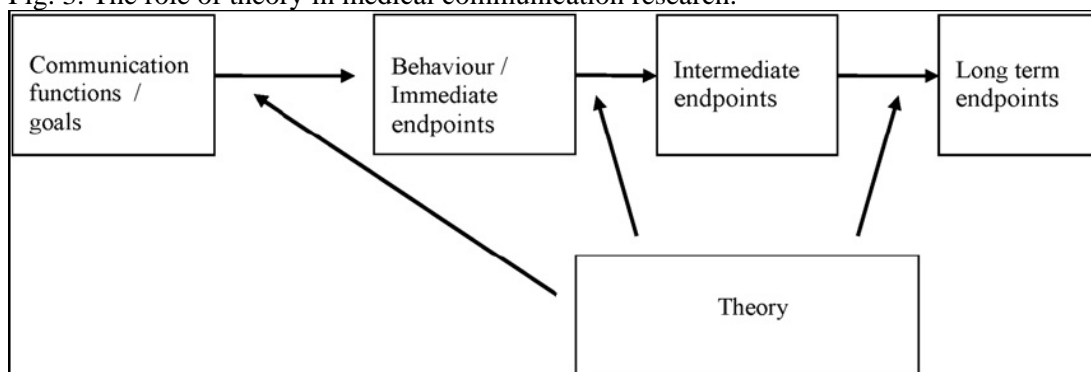 Fig. 3. The role of theory in medical communication research.
Communication
functions /
goals
Behaviour /
Immediate
endpoints
Intermediate
endpoints
Long term
endpoints
Theory